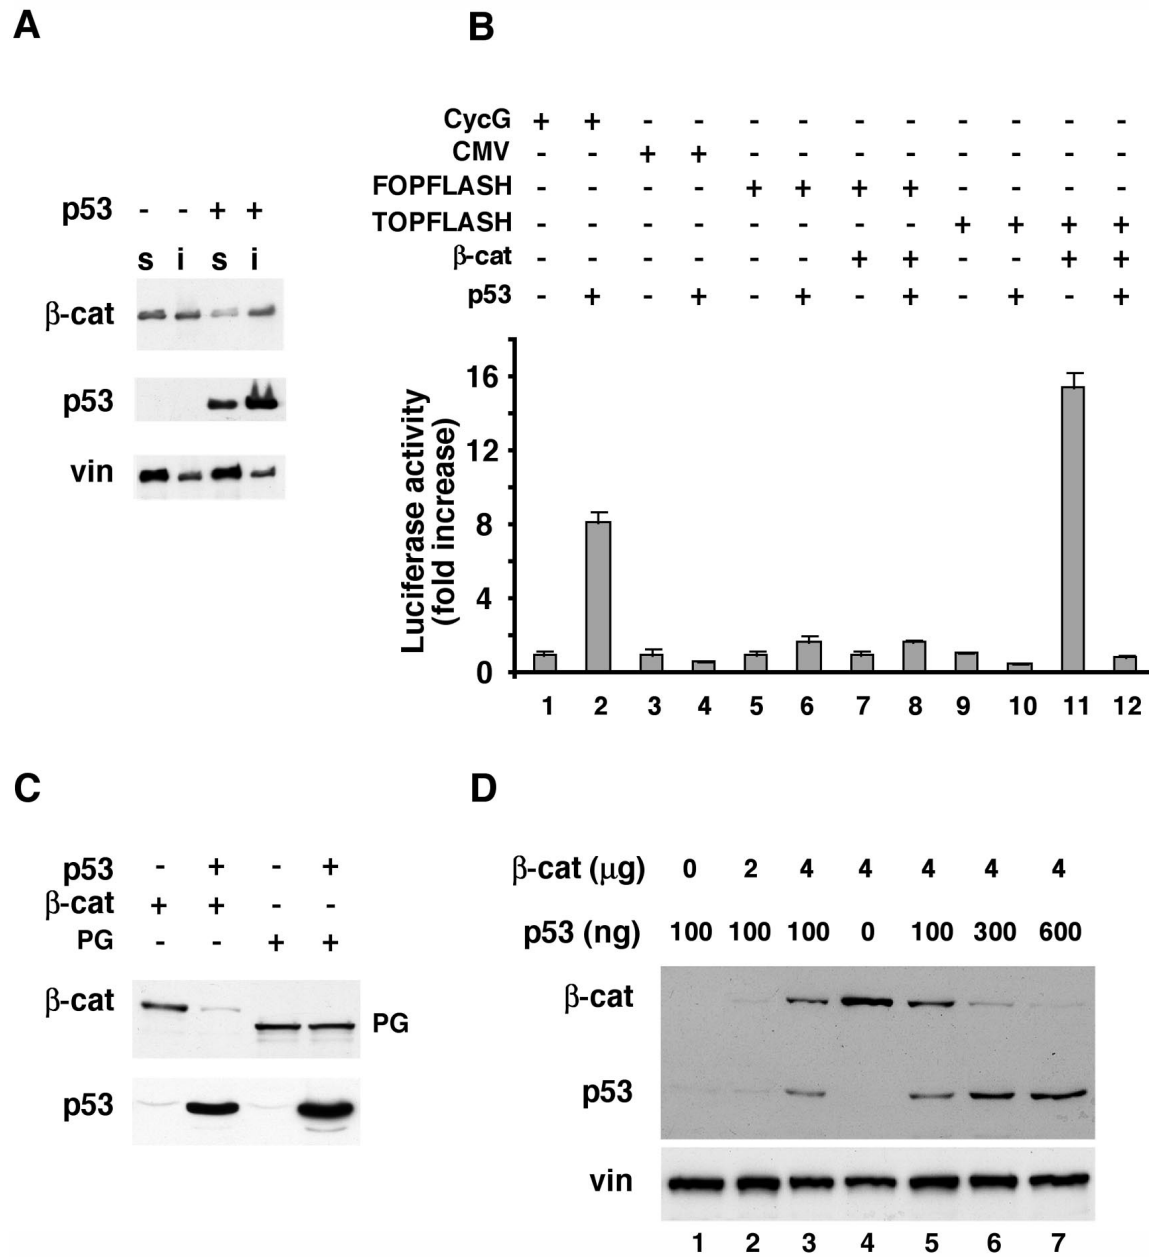 A
p53 - - + +
s i s i
β-cat
p53
vin
B
CycG + + - - - - - - - - - -
CMV - - + + - - - - - - - -
FOPFLASH - - - - + + + + - - - -
TOPFLASH - - - - - - - - + + + +
β-cat - - - - - - + + - - + +
p53 - + - + - + - + - + - +
Luciferase activity
(fold increase)
16
12
8
4
0
1 2 3 4 5 6 7 8 9 10 11 12
C
p53 - + - +
β-cat + + - -
PG - - + +
β-cat PG
p53
D
β-cat (μg) 0 2 4 4 4 4 4
p53 (ng) 100 100 100 0 100 300 600
β-cat
p53
vin
1 2 3 4 5 6 7